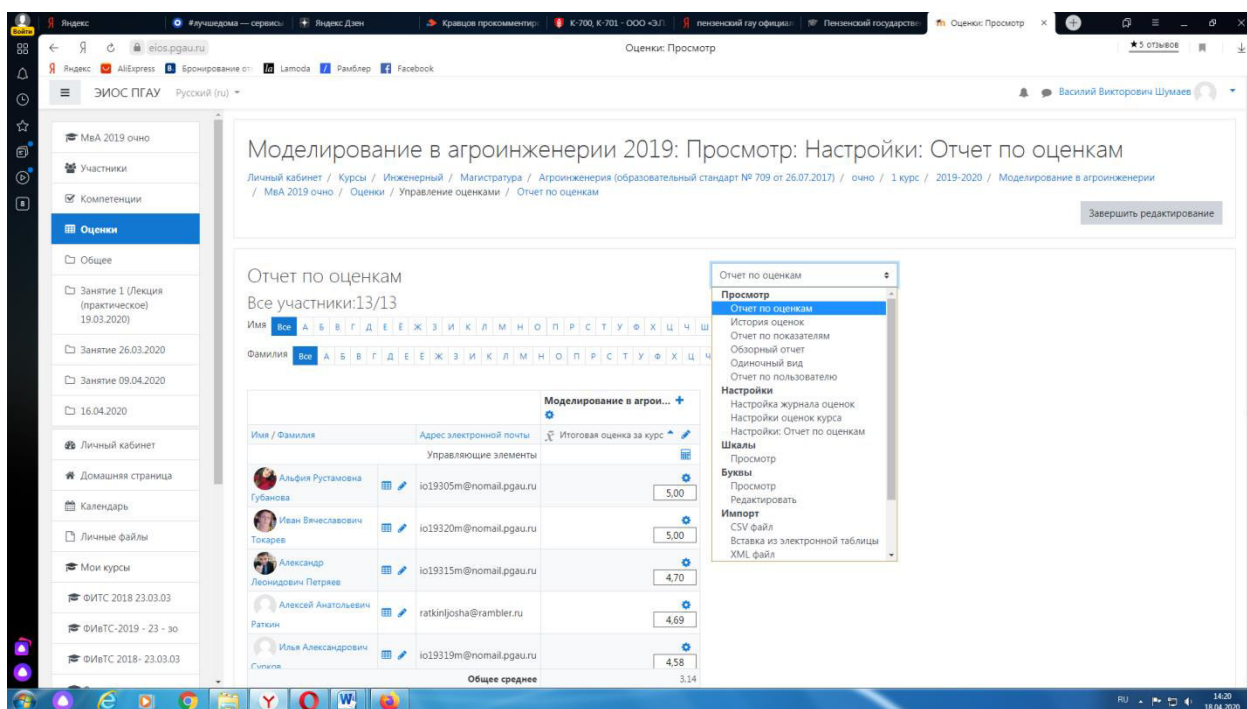 Войти
Яндекс
#лучшедома — сервисы
Яндекс Дзен
Кравцов прокомментир
К-700, К-701 - ООО «ЭЛ
пензенский гау официал
Пензенский государстве
Оценки: Просмотр
eios.pgau.ru
Оценки: Просмотр
★5 отзывов
Яндекс AliExpress Бронирование от Lamoda Рамблер Facebook
ЭИОС ПГАУ Русский (ru)
Василий Викторович Шумаев
МвА 2019 очно
Участники
Компетенции
Оценки
Общее
Занятие 1 (Лекция
(практическое)
19.03.2020)
Занятие 26.03.2020
Занятие 09.04.2020
16.04.2020
Личный кабинет
Домашняя страница
Календарь
Личные файлы
Мои курсы
ФИТС 2018 23.03.03
ФИвТС-2019 - 23 - зо
ФИвТС 2018- 23.03.03
Моделирование в агроинженерии 2019: Просмотр: Настройки: Отчет по оценкам
Личный кабинет / Курсы / Инженерный / Магистратура / Агроинженерия (образовательный стандарт № 709 от 26.07.2017) / очно / 1 курс / 2019-2020 / Моделирование в агроинженерии
/ МвА 2019 очно / Оценки / Управление оценками / Отчет по оценкам
Завершить редактирование
Отчет по оценкам
Все участники:13/13
Имя Все А Б В Г Д Е Ё Ж З И К Л М Н О П Р С Т У Ф Х Ц Ч Ш
Фамилия Все А Б В Г Д Е Ё Ж З И К Л М Н О П Р С Т У Ф Х Ц Ч
Моделирование в агрои...
Имя / Фамилия Адрес электронной почты Итоговая оценка за курс
Управляющие элементы
Альфия Рустамовна
Губанова io19305m@nomail.pgau.ru 5,00
Иван Вячеславович
Токарев io19320m@nomail.pgau.ru 5,00
Александр
Леонидович Петряев io19315m@nomail.pgau.ru 4,70
Алексей Анатольевич
Раткин ratkinljosha@rambler.ru 4,69
Илья Александрович
Сурков io19319m@nomail.pgau.ru 4,58
Общее среднее 3.14
Отчет по оценкам
Просмотр
Отчет по оценкам
История оценок
Отчет по показателям
Обзорный отчет
Одиночный вид
Отчет по пользователю
Настройки
Настройка журнала оценок
Настройки оценок курса
Настройки: Отчет по оценкам
Шкалы
Просмотр
Буквы
Просмотр
Редактировать
Импорт
CSV файл
Вставка из электронной таблицы
XML файл
RU
14:20
18.04.2020